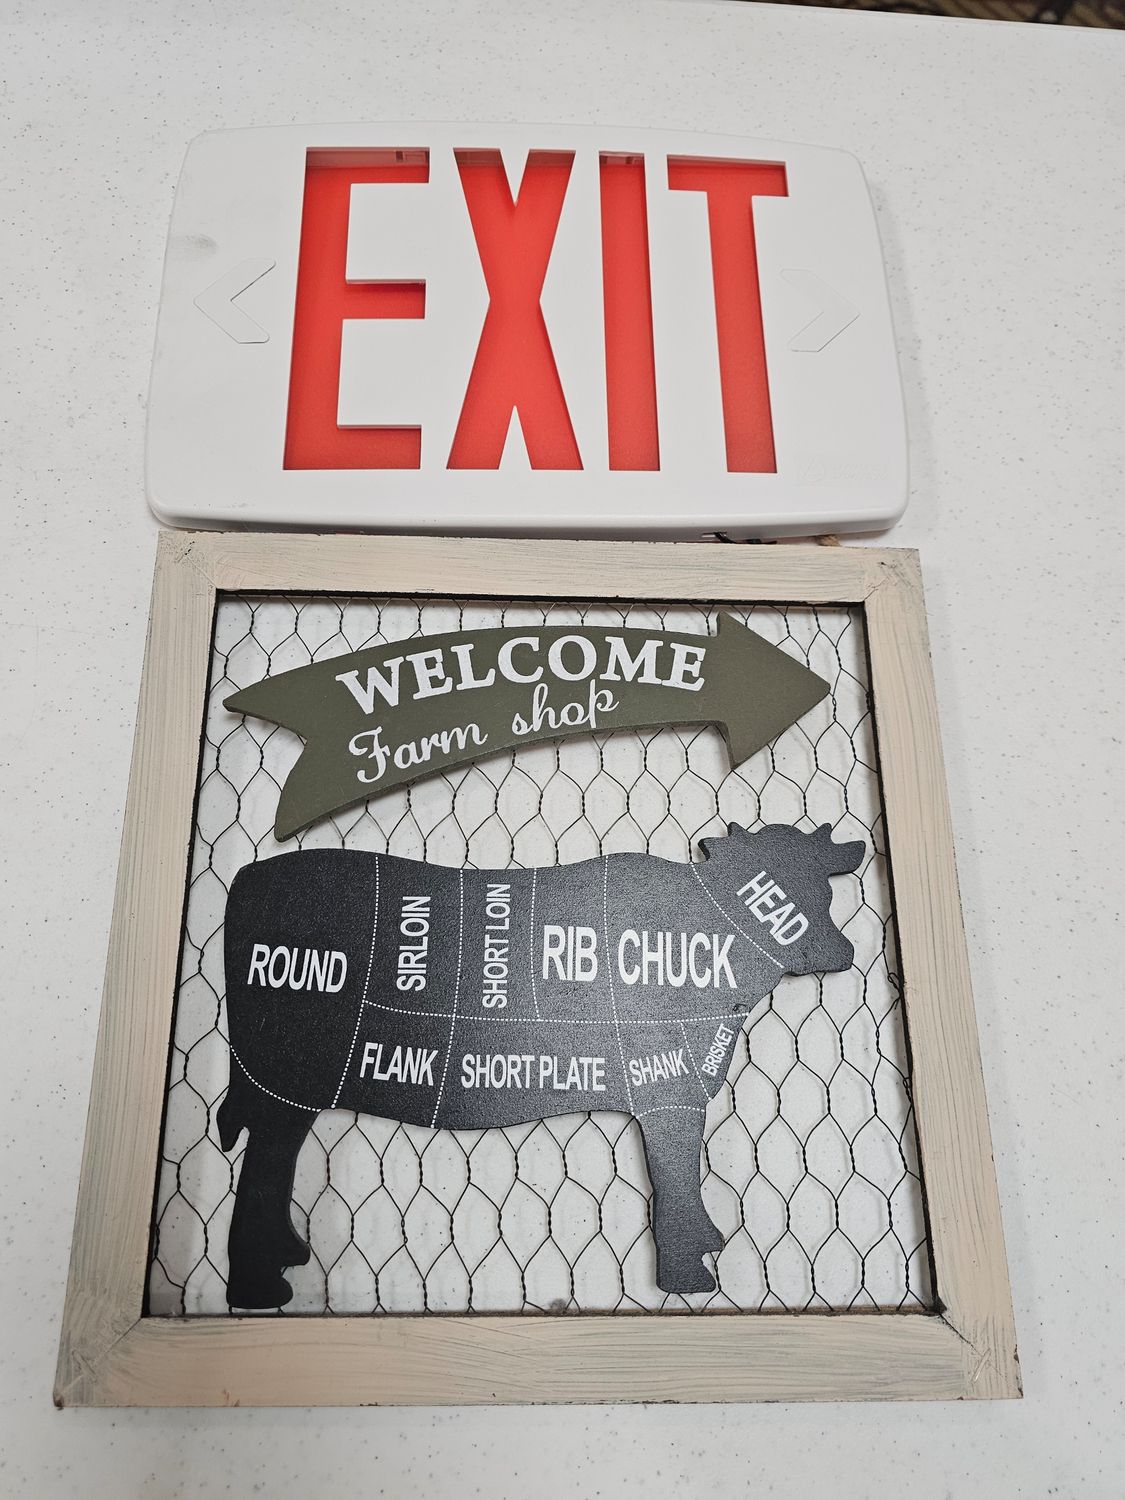 EXIT
WELCOME
Farm shop
HEAD
ROUND
SIRLOIN
SHORT LOIN
RIB
CHUCK
FLANK
SHORT PLATE
SHANK
BRISKET